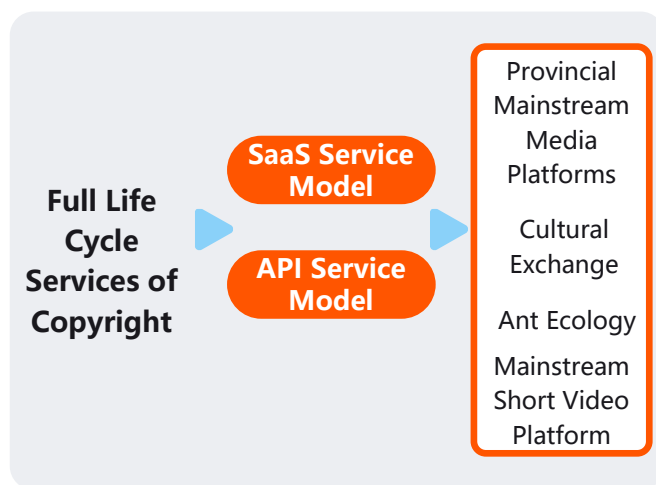 Full Life
Cycle
Services of
Copyright
SaaS Service
Model
API Service
Model
Provincial
Mainstream
Media
Platforms
Cultural
Exchange
Ant Ecology
Mainstream
Short Video
Platform